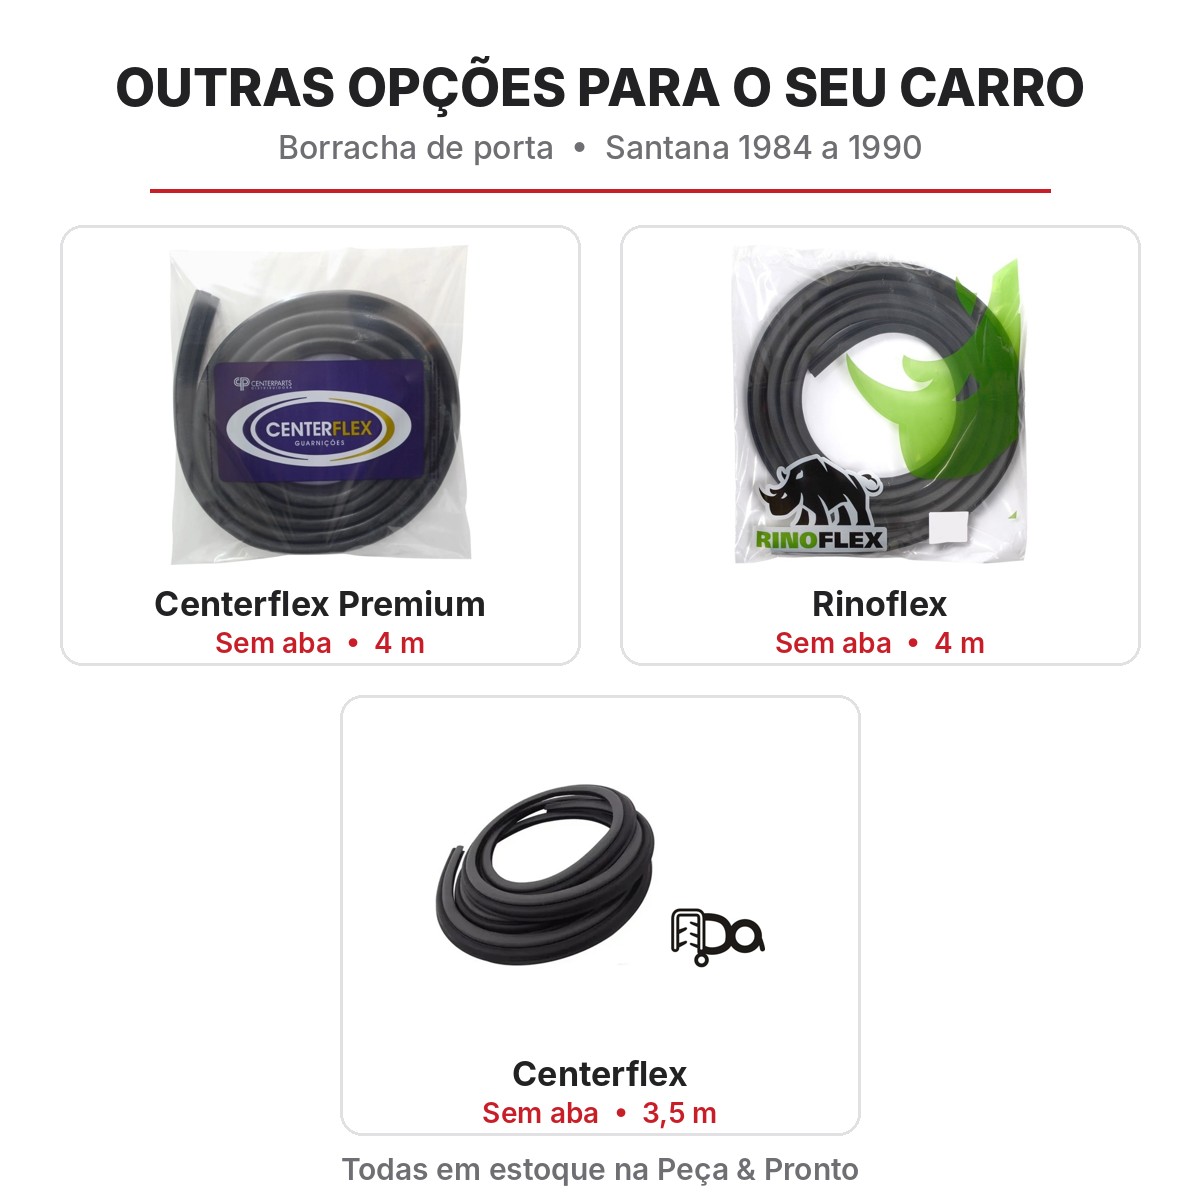 OUTRAS OPÇÕES PARA O SEU CARRO
Borracha de porta • Santana 1984 a 1990
CENTERPARTS
CENTERFLEX
GUARNIÇÕES
RINOFLEX
Centerflex Premium
Sem aba • 4 m
Rinoflex
Sem aba • 4 m
Centerflex
Sem aba • 3,5 m
Todas em estoque na Peça & Pronto